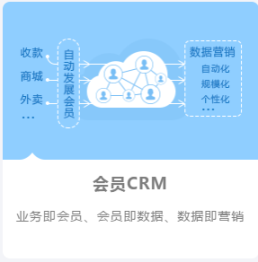 收款
商城
外卖
...
自动发展会员
数据营销
自动化
规模化
个性化
...
会员CRM
业务即会员、会员即数据、数据即营销